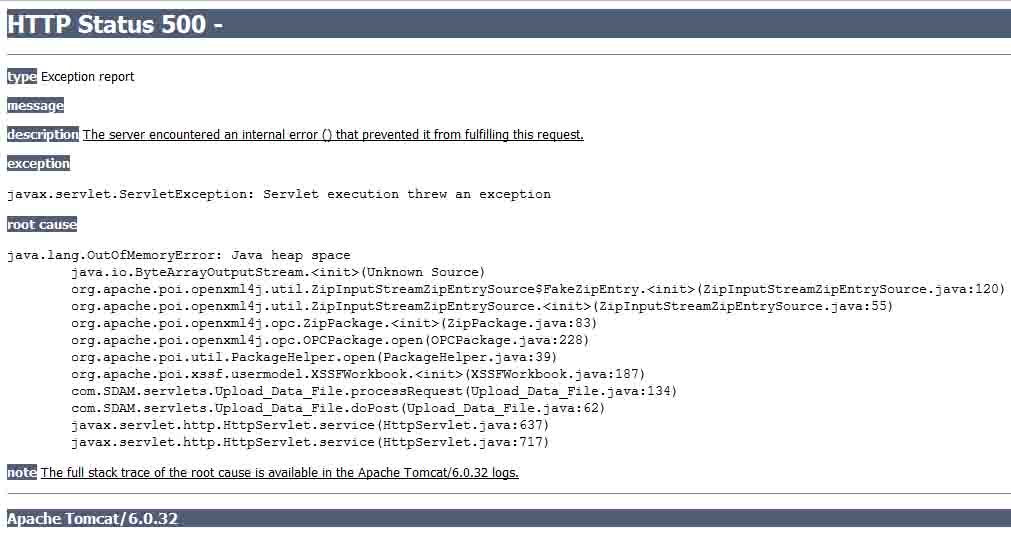 HTTP Status 500 -
type Exception report
message
description The server encountered an internal error () that prevented it from fulfilling this request.
exception
javax.servlet.ServletException: Servlet execution threw an exception
root cause
java.lang.OutOfMemoryError: Java heap space
java.io.ByteArrayOutputStream.<init>(Unknown Source)
org.apache.poi.openxml4j.util.ZipInputStreamZipEntrySource$FakeZipEntry.<init>(ZipInputStreamZipEntrySource.java:120)
org.apache.poi.openxml4j.util.ZipInputStreamZipEntrySource.<init>(ZipInputStreamZipEntrySource.java:55)
org.apache.poi.openxml4j.opc.ZipPackage.<init>(ZipPackage.java:83)
org.apache.poi.openxml4j.opc.OPCPackage.open(OPCPackage.java:228)
org.apache.poi.util.PackageHelper.open(PackageHelper.java:39)
org.apache.poi.xssf.usermodel.XSSFWorkbook.<init>(XSSFWorkbook.java:187)
com.SDAM.servlets.Upload_Data_File.processRequest(Upload_Data_File.java:134)
com.SDAM.servlets.Upload_Data_File.doPost(Upload_Data_File.java:62)
javax.servlet.http.HttpServlet.service(HttpServlet.java:637)
javax.servlet.http.HttpServlet.service(HttpServlet.java:717)
note The full stack trace of the root cause is available in the Apache Tomcat/6.0.32 logs.
Apache Tomcat/6.0.32